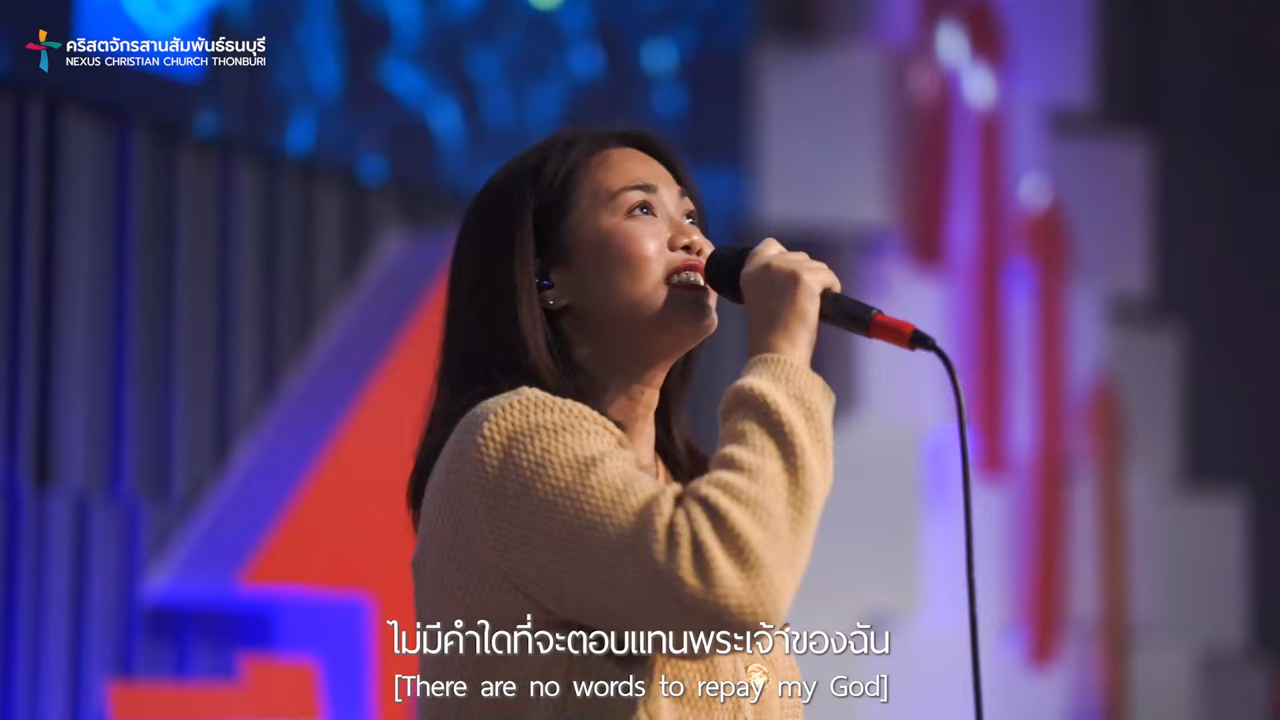 คริสตจักรสานสัมพันธ์ธนบุรี
NEXUS CHRISTIAN CHURCH THONBURI
ไม่มีคำใดที่จะตอบแทนพระเจ้าของฉัน
[There are no words to repay my God]